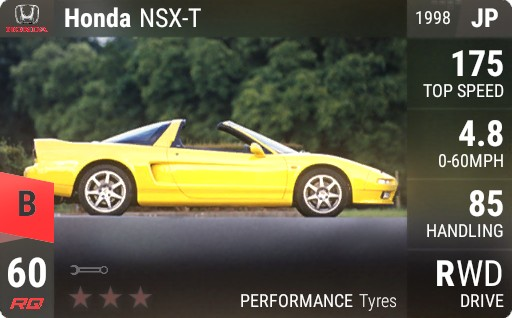 Honda NSX-T
1998 JP
HONDA
175
TOP SPEED
4.8
0-60MPH
B
85
HANDLING
60
RQ
RWD
DRIVE
PERFORMANCE Tyres